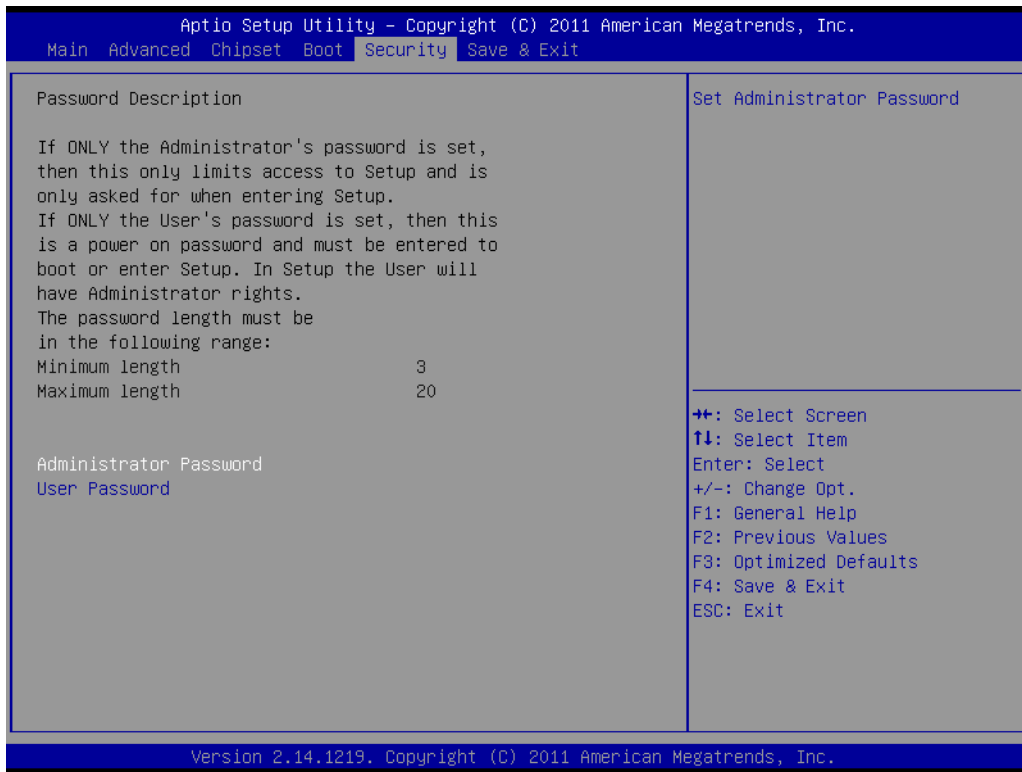 Aptio Setup Utility – Copyright (C) 2011 American Megatrends, Inc.
Main Advanced Chipset Boot Security Save & Exit
Password Description
If ONLY the Administrator's password is set,
then this only limits access to Setup and is
only asked for when entering Setup.
If ONLY the User's password is set, then this
is a power on password and must be entered to
boot or enter Setup. In Setup the User will
have Administrator rights.
The password length must be
in the following range:
Minimum length 3
Maximum length 20
Administrator Password
User Password
Set Administrator Password
→←: Select Screen
↑↓: Select Item
Enter: Select
+/-: Change Opt.
F1: General Help
F2: Previous Values
F3: Optimized Defaults
F4: Save & Exit
ESC: Exit
Version 2.14.1219. Copyright (C) 2011 American Megatrends, Inc.